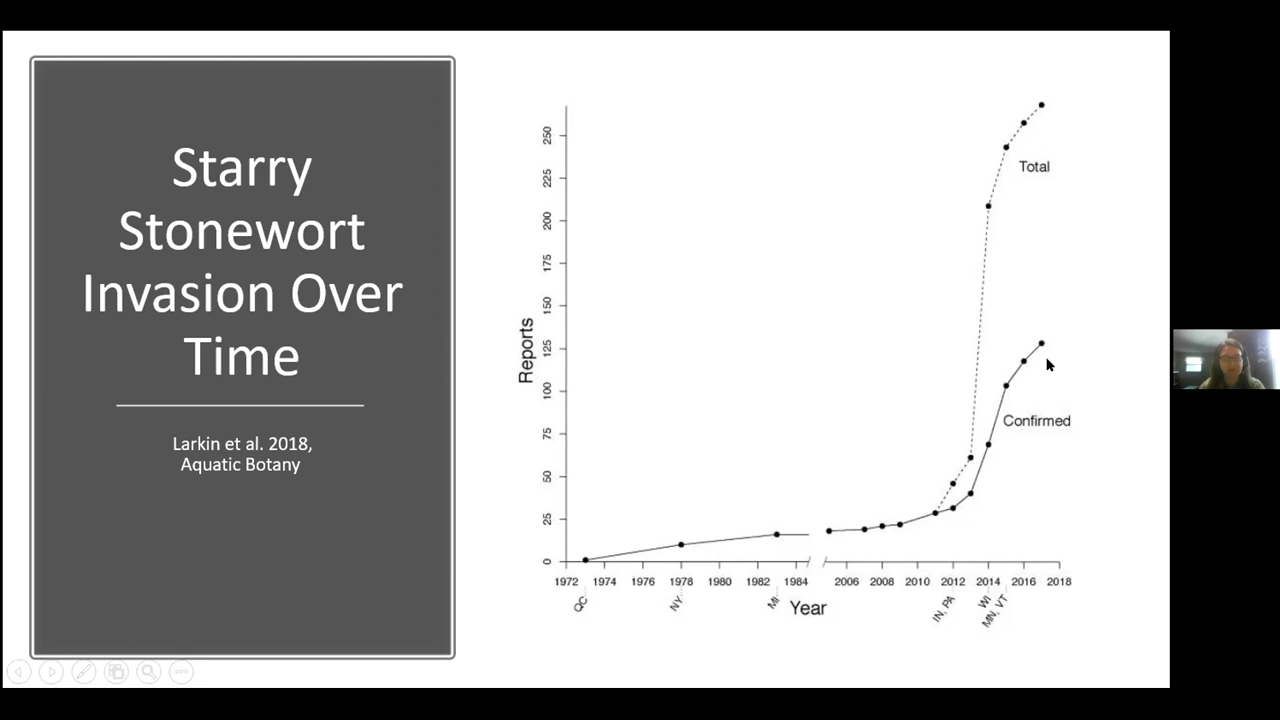 Starry
Stonewort
Invasion Over
Time
Larkin et al. 2018,
Aquatic Botany
Reports
250
225
200
175
150
125
100
75
50
25
0
Total
Confirmed
1972 1974 1976 1978 1980 1982 1984 2006 2008 2010 2012 2014 2016 2018
QC NY MI IN, PA WI MN, VT
Year